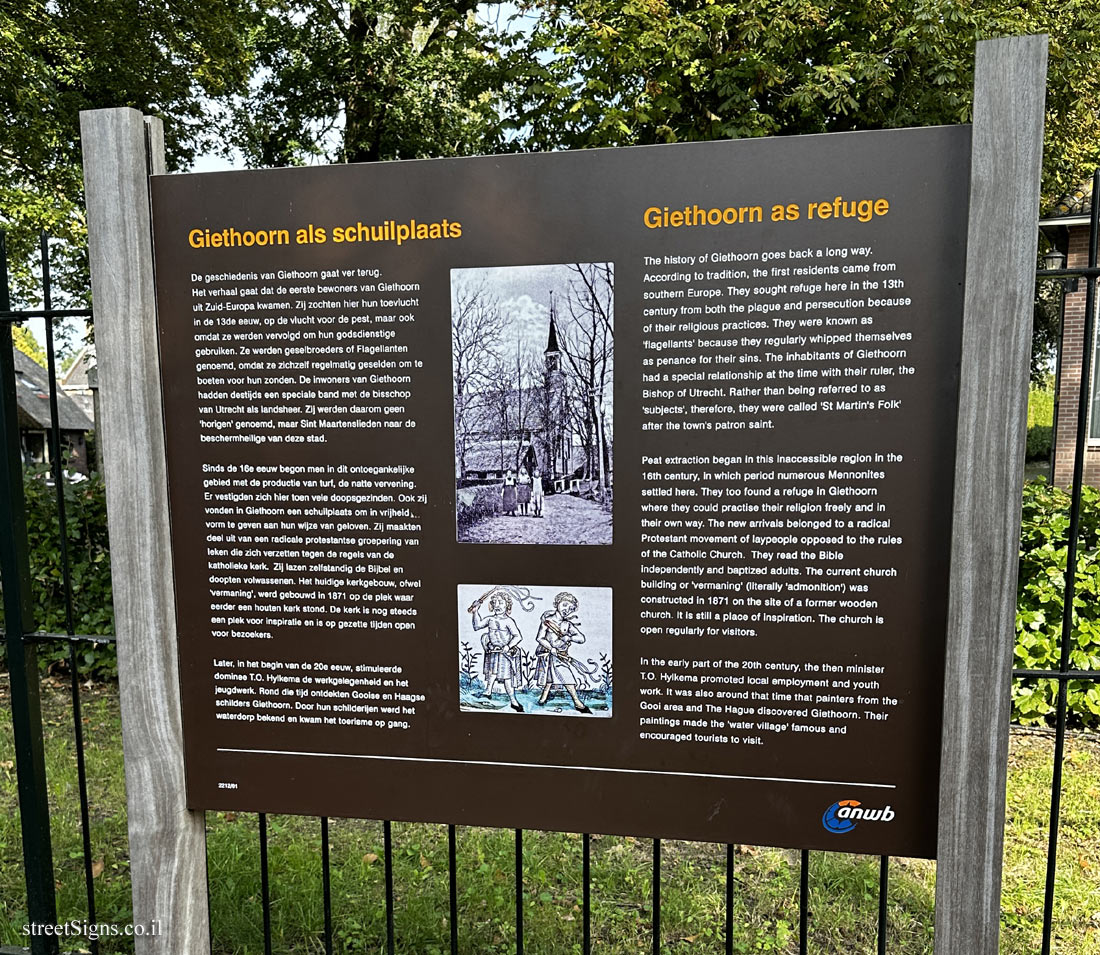 Giethoorn als schuilplaats
De geschiedenis van Giethoorn gaat ver terug.
Het verhaal gaat dat de eerste bewoners van Giethoorn
uit Zuid-Europa kwamen. Zij zochten hier hun toevlucht
in de 13de eeuw, op de vlucht voor de pest, maar ook
omdat ze werden vervolgd om hun godsdienstige
gebruiken. Ze werden geselbroeders of Flagellanten
genoemd, omdat ze zichzelf regelmatig geselden om te
boeten voor hun zonden. De inwoners van Giethoorn
hadden destijds een speciale band met de bisschop
van Utrecht als landsheer. Zij werden daarom geen
'horigen' genoemd, maar Sint Maartenslieden naar de
beschermheilige van deze stad.
Sinds de 16e eeuw begon men in dit ontoegankelijke
gebied met de productie van turf, de natte vervening.
Er vestigden zich hier toen vele doopsgezinden. Ook zij
vonden in Giethoorn een schuilplaats om in vrijheid
vorm te geven aan hun wijze van geloven. Zij maakten
deel uit van een radicale protestantse groepering van
leken die zich verzetten tegen de regels van de
katholieke kerk. Zij lazen zelfstandig de Bijbel en
doopten volwassenen. Het huidige kerkgebouw, ofwel
'vermaning', werd gebouwd in 1871 op de plek waar
eerder een houten kerk stond. De kerk is nog steeds
een plek voor inspiratie en is op gezette tijden open
voor bezoekers.
Later, in het begin van de 20e eeuw, stimuleerde
dominee T.O. Hylkema de werkgelegenheid en het
jeugdwerk. Rond die tijd ontdekten Gooise en Haagse
schilders Giethoorn. Door hun schilderijen werd het
waterdorp bekend en kwam het toerisme op gang.
Giethoorn as refuge
The history of Giethoorn goes back a long way.
According to tradition, the first residents came from
southern Europe. They sought refuge here in the 13th
century from both the plague and persecution because
of their religious practices. They were known as
'flagellants' because they regularly whipped themselves
as penance for their sins. The inhabitants of Giethoorn
had a special relationship at the time with their ruler, the
Bishop of Utrecht. Rather than being referred to as
'subjects', therefore, they were called 'St Martin's Folk'
after the town's patron saint.
Peat extraction began in this inaccessible region in the
16th century, in which period numerous Mennonites
settled here. They too found a refuge in Giethoorn
where they could practise their religion freely and in
their own way. The new arrivals belonged to a radical
Protestant movement of laypeople opposed to the rules
of the Catholic Church. They read the Bible
independently and baptized adults. The current church
building or 'vermaning' (literally 'admonition') was
constructed in 1871 on the site of a former wooden
church. It is still a place of inspiration. The church is
open regularly for visitors.
In the early part of the 20th century, the then minister
T.O. Hylkema promoted local employment and youth
work. It was also around that time that painters from the
Gooi area and The Hague discovered Giethoorn. Their
paintings made the 'water village' famous and
encouraged tourists to visit.
2212/91
anwb
streetSigns.co.il